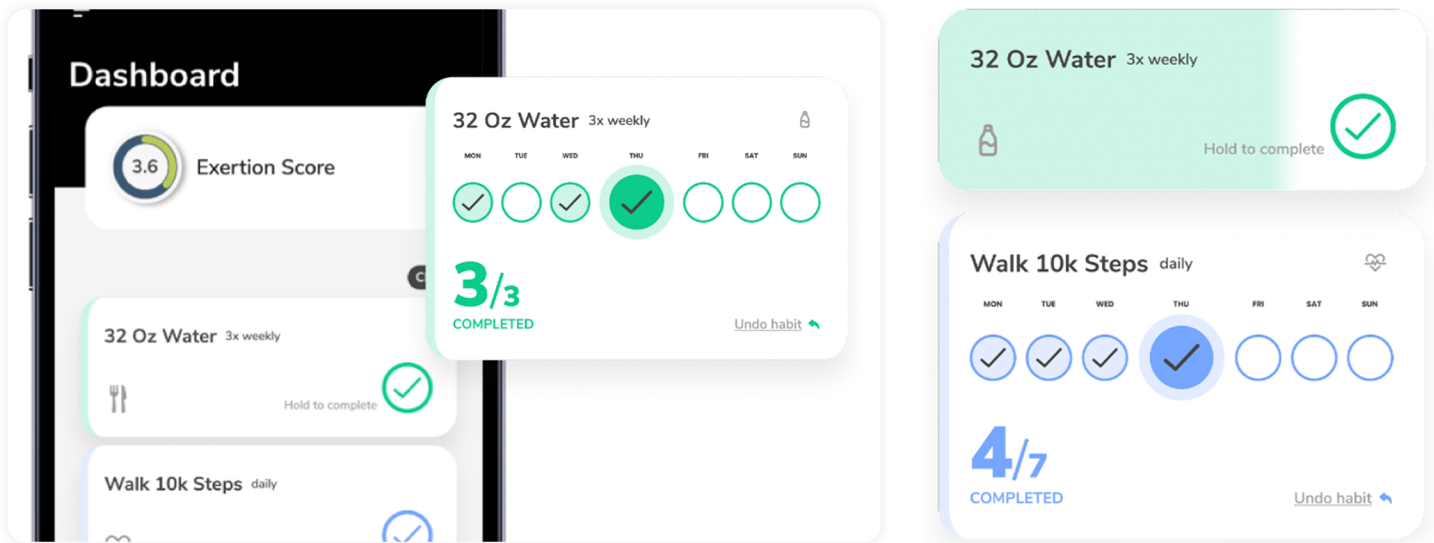 Dashboard
3.6
Exertion Score
32 Oz Water 3x weekly
Hold to complete
Walk 10k Steps daily
32 Oz Water 3x weekly
MON TUE WED THU FRI SAT SUN
3/3
COMPLETED
Undo habit
32 Oz Water 3x weekly
Hold to complete
Walk 10k Steps daily
MON TUE WED THU FRI SAT SUN
4/7
COMPLETED
Undo habit